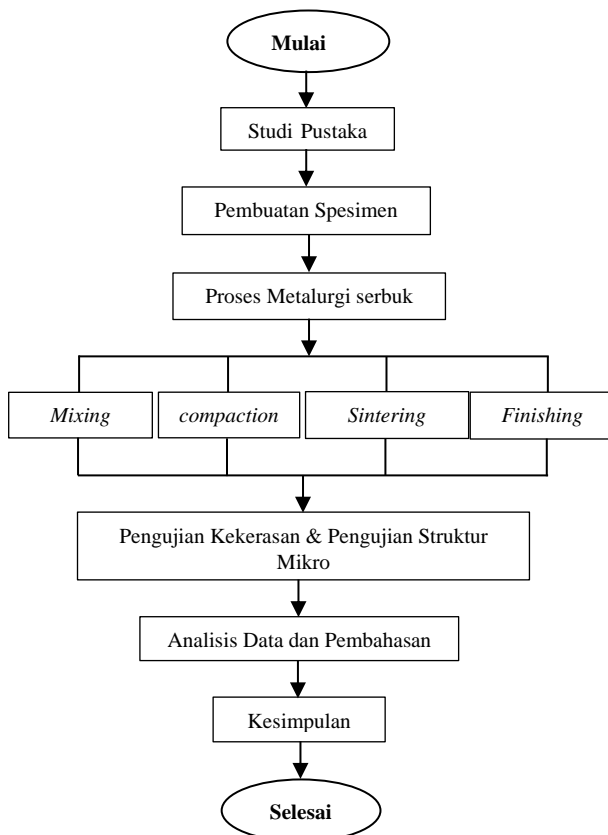 Mulai
Studi Pustaka
Pembuatan Spesimen
Proses Metalurgi serbuk
Mixing
compaction
Sintering
Finishing
Pengujian Kekerasan & Pengujian Struktur
Mikro
Analisis Data dan Pembahasan
Kesimpulan
Selesai